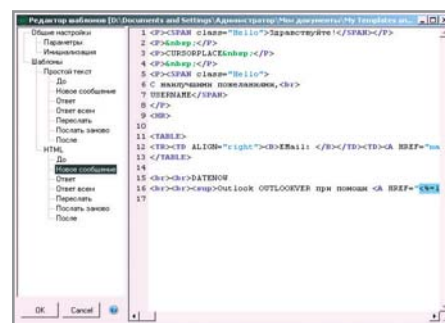 Редактор шаблонов [D:\Documents and Settings\Администратор\Мои документы\My Templates an...
Общие настройки
Параметры
Инициализация
Шаблоны
Простой текст
До
Новое сообщение
Ответ
Ответ всем
Переслать
Послать заново
После
HTML
До
Новое сообщение
Ответ
Ответ всем
Переслать
Послать заново
После
OK
Cancel
1 <P><SPAN class="Hello">Здравствуйте!</SPAN></P>
2 <P>&nbsp;</P>
3 <P>CURSORPLACE&nbsp;</P>
4 <P>&nbsp;</P>
5 <P><SPAN class="Hello">
6 С наилучшими пожеланиями,<br>
7 USERNAME</SPAN>
8 </P>
9 <HR>
10
11 <TABLE>
12 <TR><TD ALIGN="right"><B>EMail: </B></TD><TD><A HREF="ma
13 </TABLE>
14
15 <br><br>DATENOW
16 <br><br><sup>Outlook OUTLOOKVER при помощи <A HREF="<%=1
17